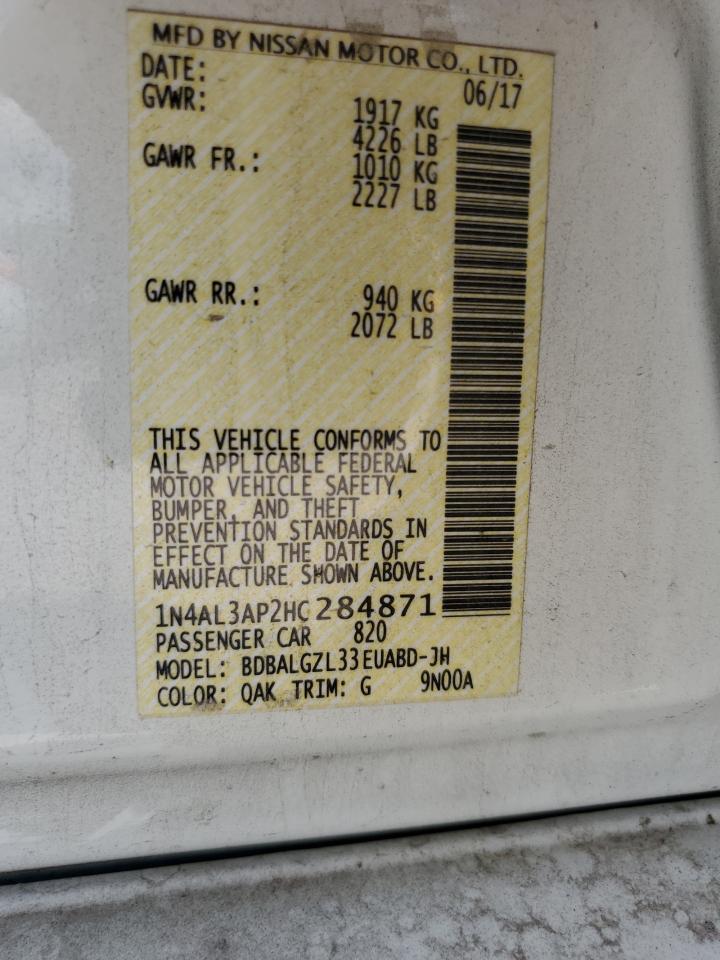 MFD BY NISSAN MOTOR CO., LTD.
DATE: 06/17
GVWR: 1917 KG
4226 LB
GAWR FR.: 1010 KG
2227 LB
GAWR RR.: 940 KG
2072 LB
THIS VEHICLE CONFORMS TO
ALL APPLICABLE FEDERAL
MOTOR VEHICLE SAFETY,
BUMPER, AND THEFT
PREVENTION STANDARDS IN
EFFECT ON THE DATE OF
MANUFACTURE SHOWN ABOVE.
1N4AL3AP2HC284871
PASSENGER CAR 820
MODEL: BDBALGZL33EUABD-JH
COLOR: QAK TRIM: G 9N00A